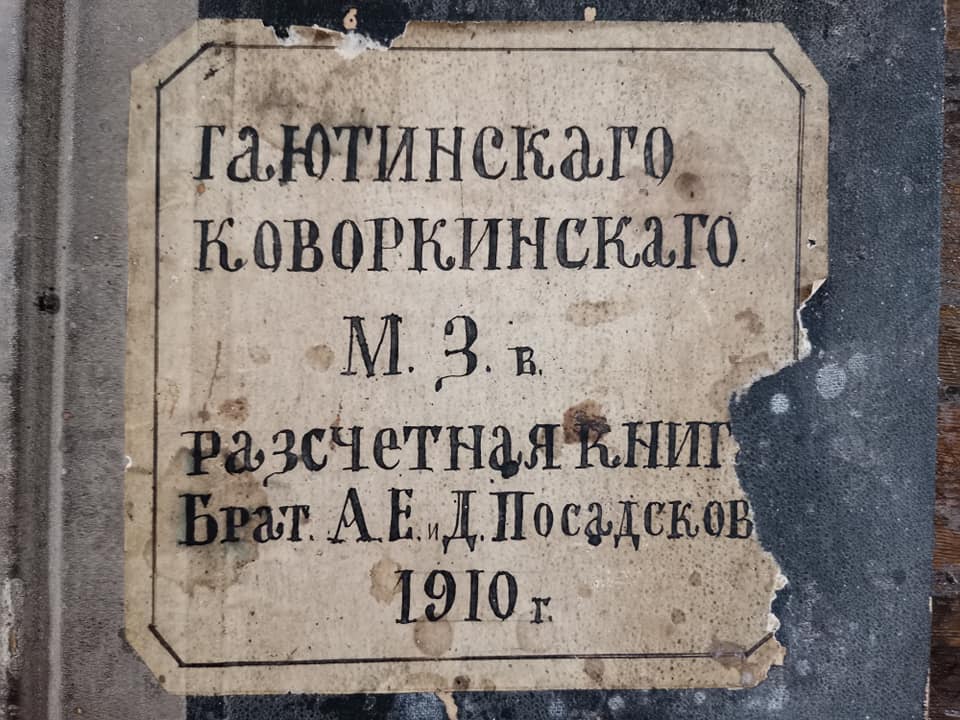 Гаютинскаго
Коворкинскаго
М. З. в.
Разсчетная Книг
Брат. А. Е. и Д. Посадсков
1910 г.